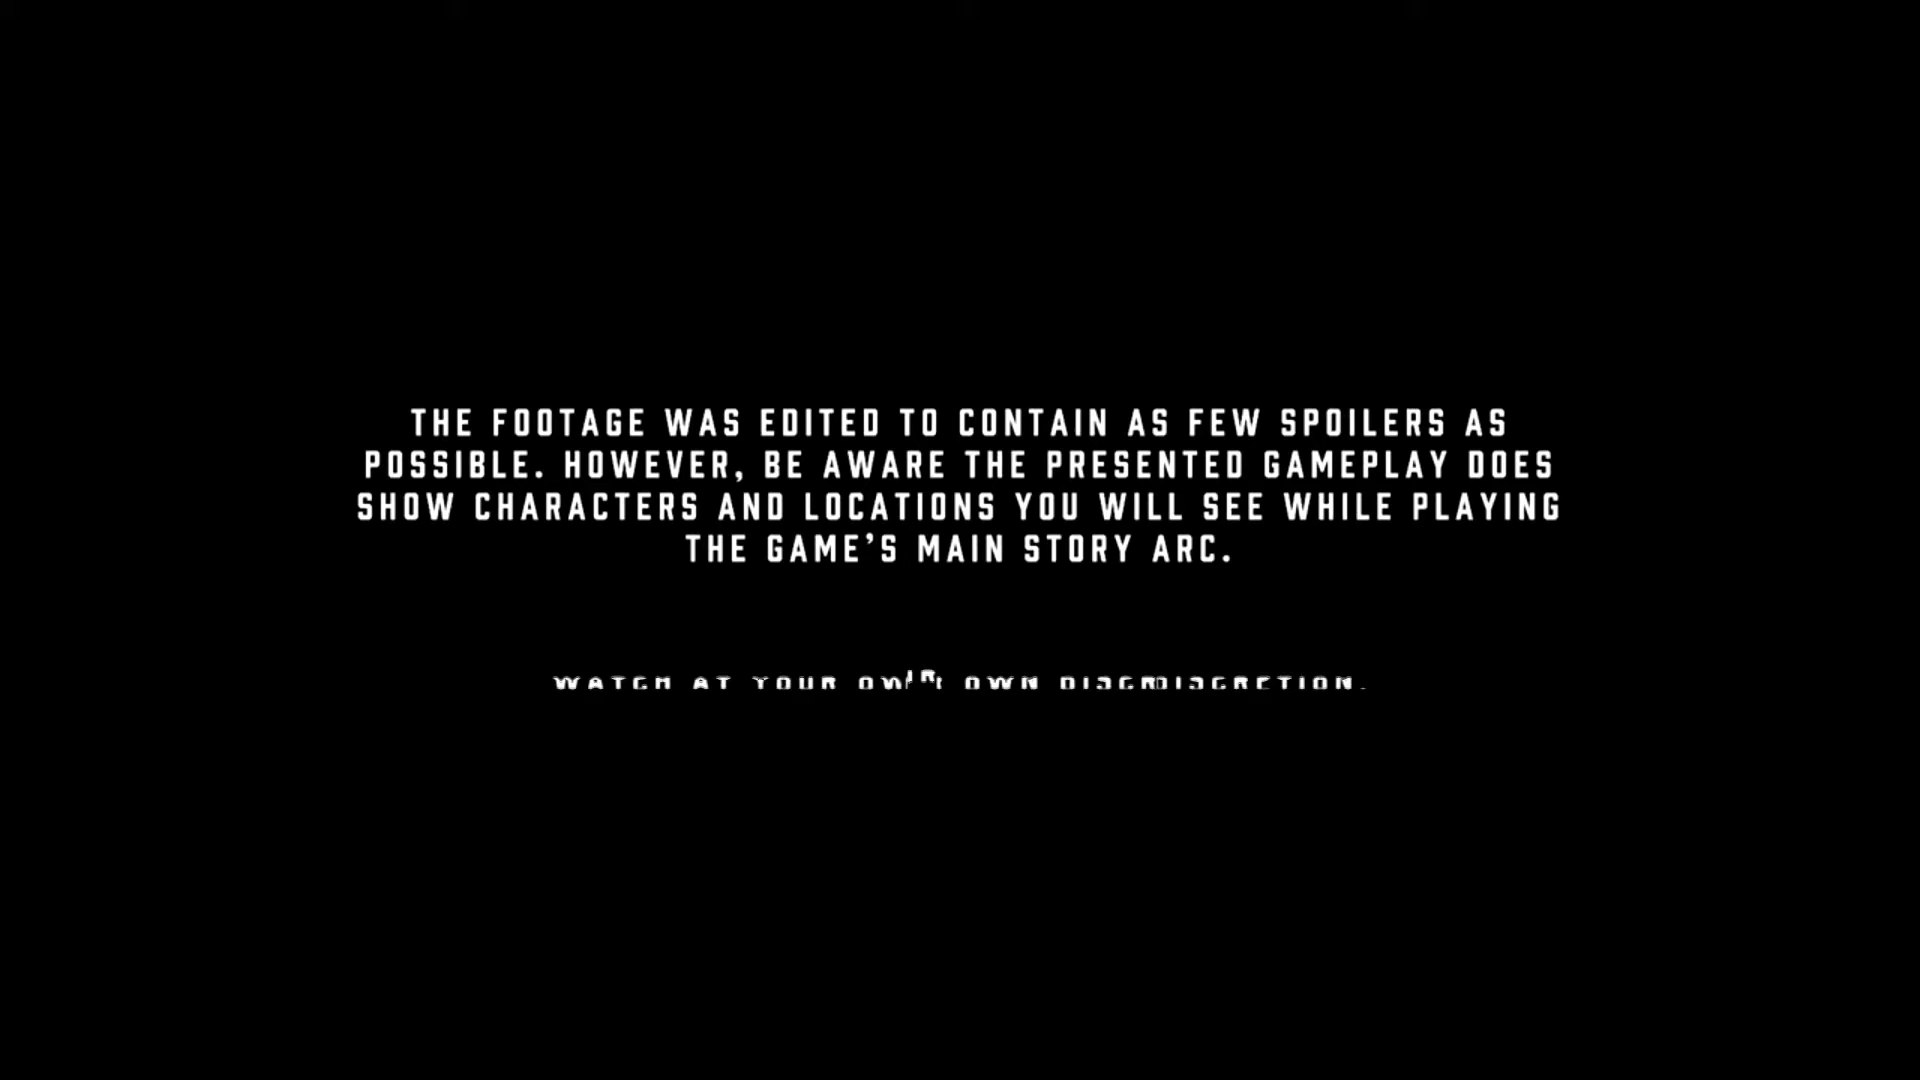 THE FOOTAGE WAS EDITED TO CONTAIN AS FEW SPOILERS AS
POSSIBLE. HOWEVER, BE AWARE THE PRESENTED GAMEPLAY DOES
SHOW CHARACTERS AND LOCATIONS YOU WILL SEE WHILE PLAYING
THE GAME'S MAIN STORY ARC.
WATCH AT YOUR OWN DISCRETION.